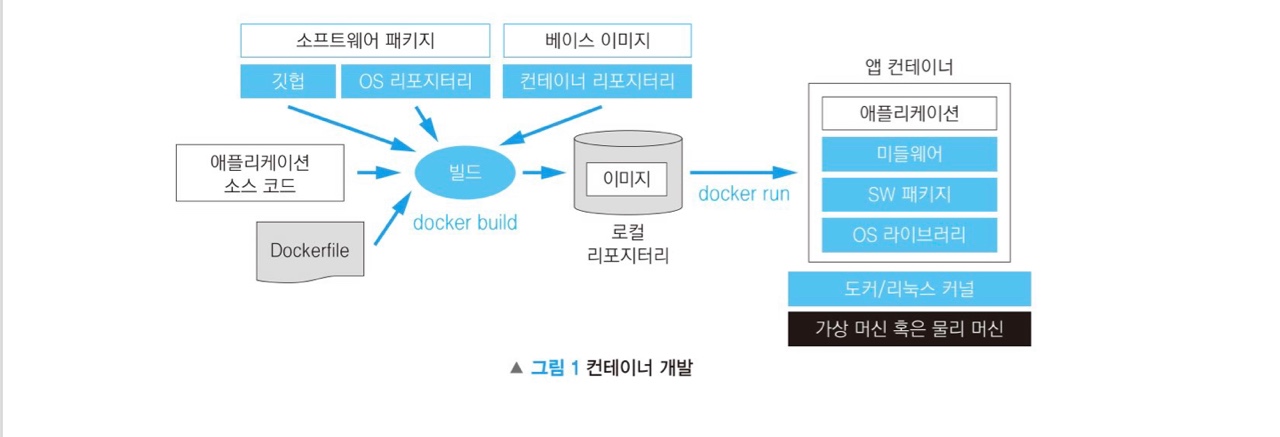 소프트웨어 패키지
베이스 이미지
깃헙
OS 리포지터리
컨테이너 리포지터리
애플리케이션
소스 코드
빌드
docker build
Dockerfile
이미지
로컬
리포지터리
docker run
앱 컨테이너
애플리케이션
미들웨어
SW 패키지
OS 라이브러리
도커/리눅스 커널
가상 머신 혹은 물리 머신
▲ 그림 1 컨테이너 개발